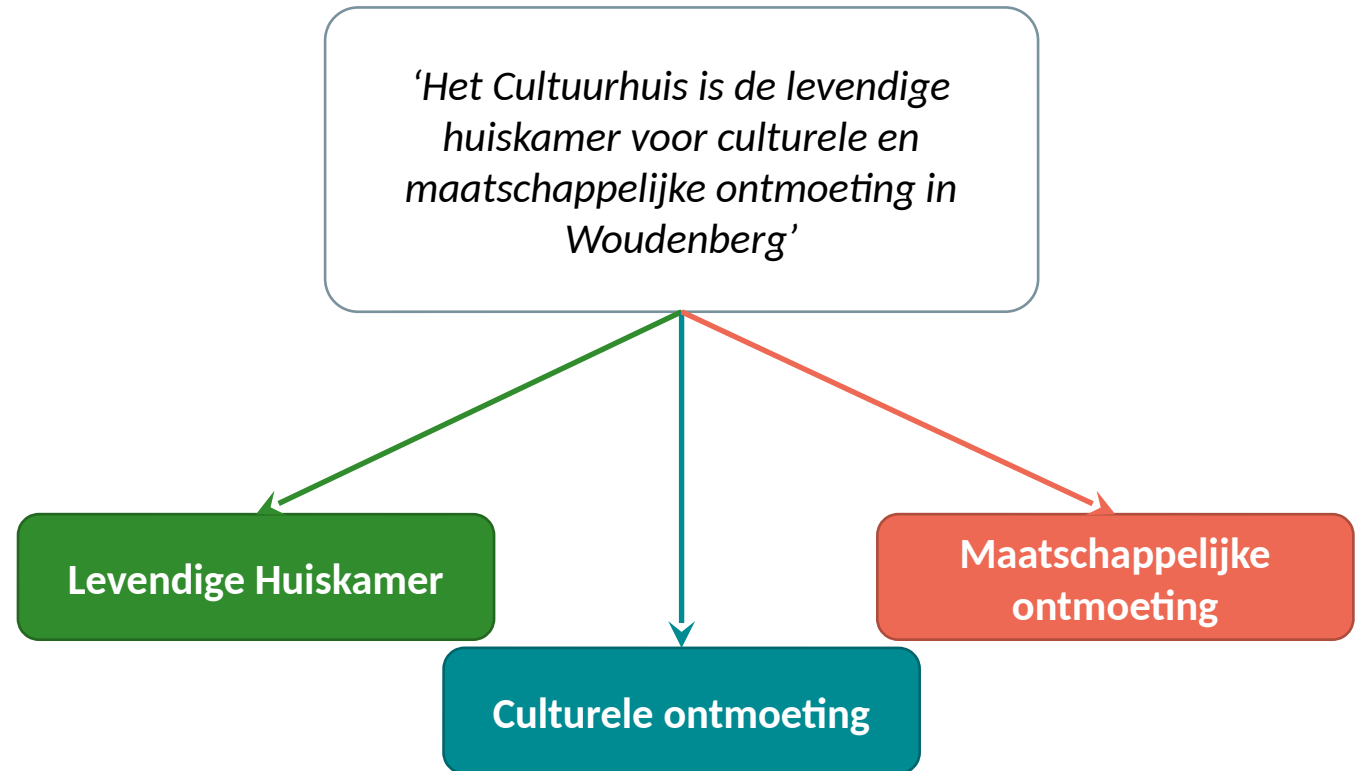 ‘Het Cultuurhuis is de levendige
huiskamer voor culturele en
maatschappelijke ontmoeting in
Woudenberg’
Levendige Huiskamer
Maatschappelijke
ontmoeting
Culturele ontmoeting